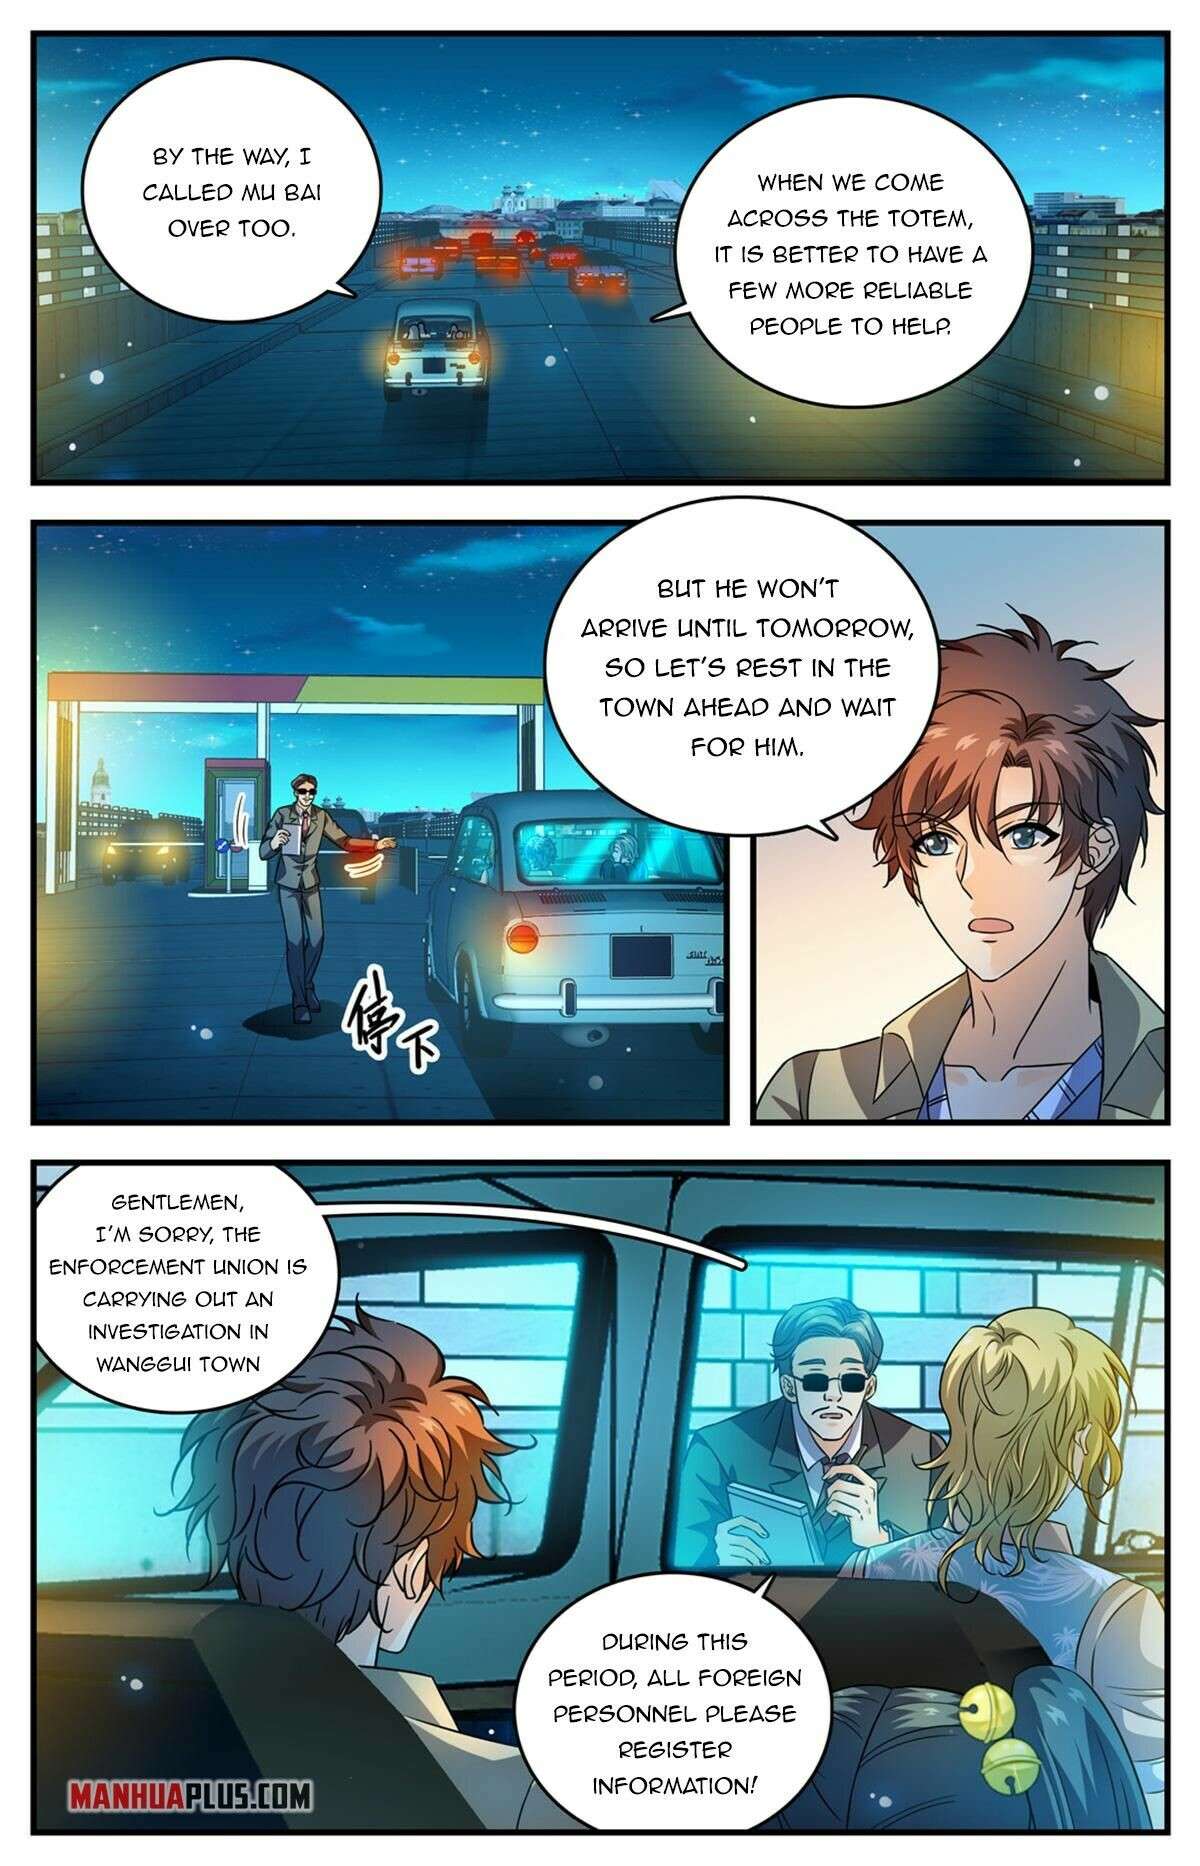 BY THE WAY, I
CALLED MU BAI
OVER TOO.
WHEN WE COME
ACROSS THE TOTEM,
IT IS BETTER TO HAVE A
FEW MORE RELIABLE
PEOPLE TO HELP.
BUT HE WON'T
ARRIVE UNTIL TOMORROW,
SO LET'S REST IN THE
TOWN AHEAD AND WAIT
FOR HIM.
停下
GENTLEMEN,
I'M SORRY, THE
ENFORCEMENT UNION IS
CARRYING OUT AN
INVESTIGATION IN
WANGGUI TOWN
DURING THIS
PERIOD, ALL FOREIGN
PERSONNEL PLEASE
REGISTER
INFORMATION!
MANHUAPLUS.COM